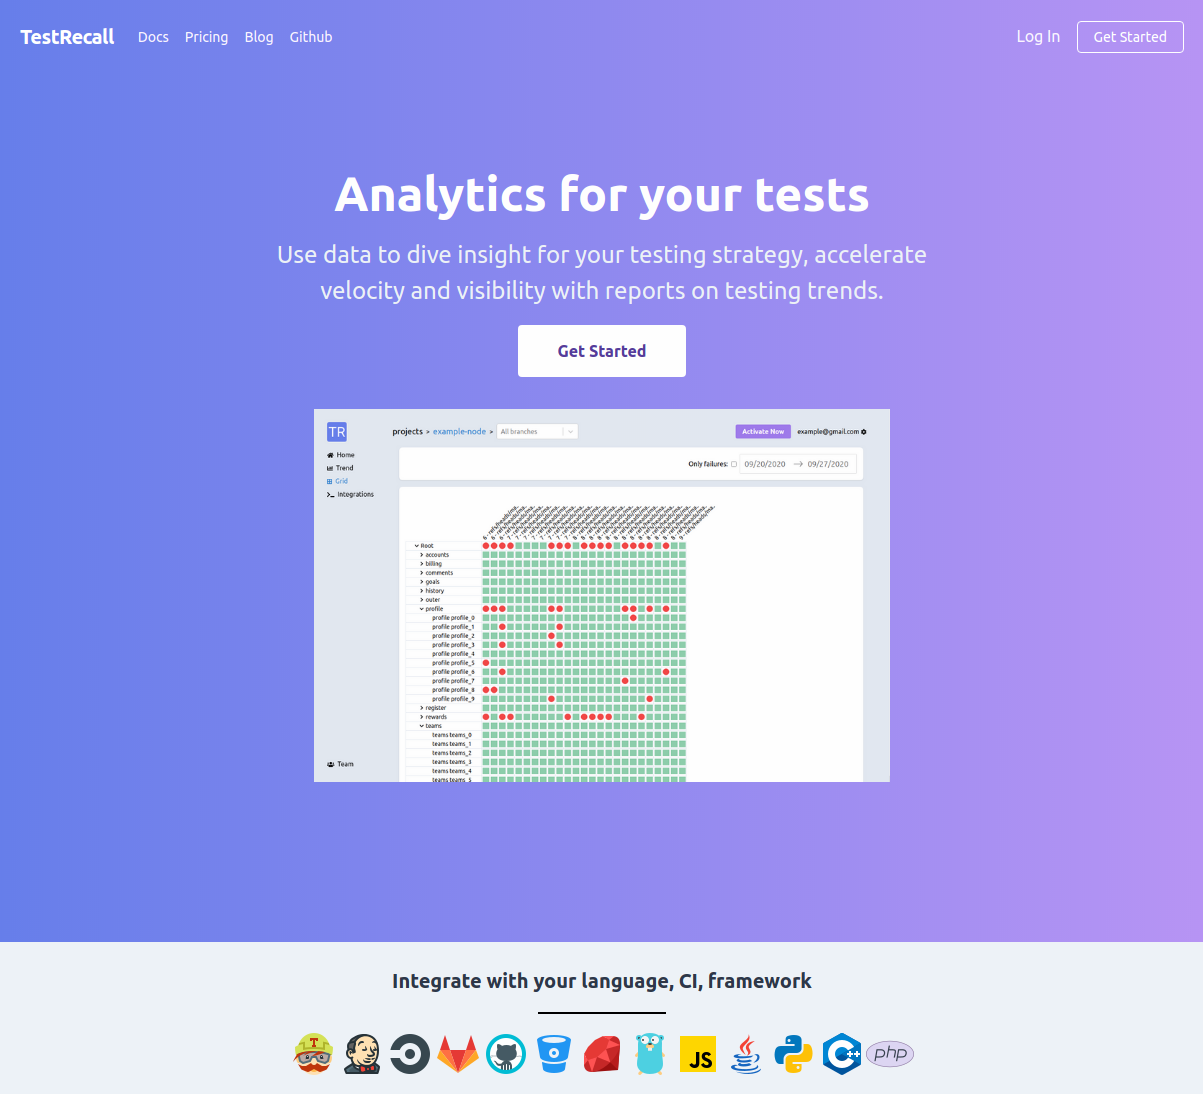 TestRecall Docs Pricing Blog Github Log In Get Started
Analytics for your tests
Use data to dive insight for your testing strategy, accelerate
velocity and visibility with reports on testing trends.
Get Started
TR projects > example-node > All branches Activate Now example@gmail.com
Home
Trend
Grid
Integrations
Only failures: 09/20/2020 → 09/27/2020
Root
accounts
billing
comments
goals
history
outer
profile
profile profile_0
profile profile_1
profile profile_2
profile profile_3
profile profile_4
profile profile_5
profile profile_6
profile profile_7
profile profile_8
profile profile_9
register
rewards
teams
teams teams_0
teams teams_1
teams teams_2
teams teams_3
teams teams_4
teams teams_5
Team
Integrate with your language, CI, framework
T
JS
C++
php